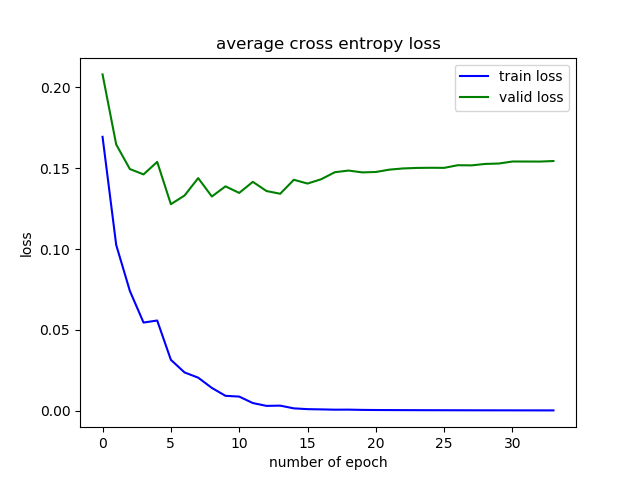 average cross entropy loss
train loss
valid loss
0.20
0.15
0.10
0.05
0.00
loss
0 5 10 15 20 25 30
number of epoch